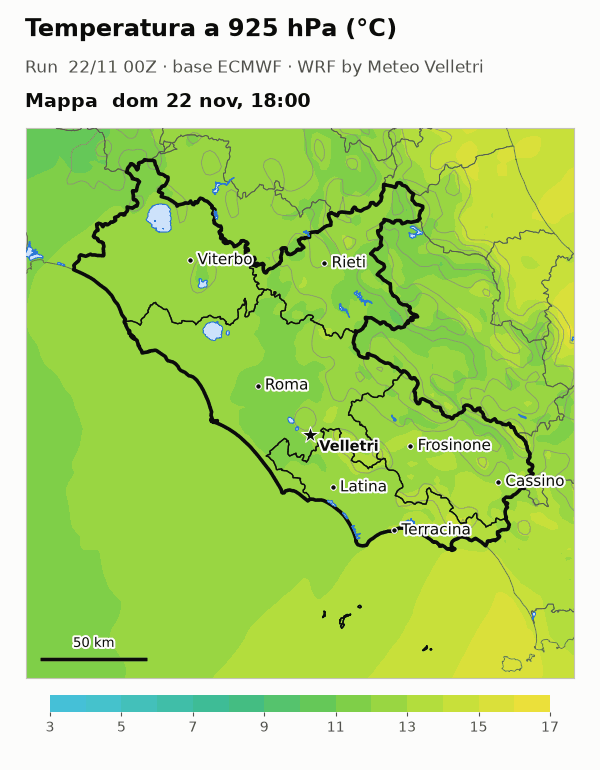 Temperatura a 925 hPa (°C)
Run  22/11 00Z · base ECMWF · WRF by Meteo Velletri
Mappa  dom 22 nov, 18:00
Viterbo
Rieti
Roma
Velletri
Frosinone
Latina
Cassino
Terracina
50 km
3 5 7 9 11 13 15 17